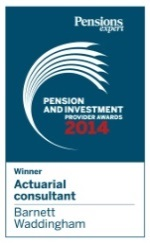 Pensions
expert
PENSION
AND INVESTMENT
PROVIDER AWARDS
2014
Winner
Actuarial
consultant
Barnett
Waddingham